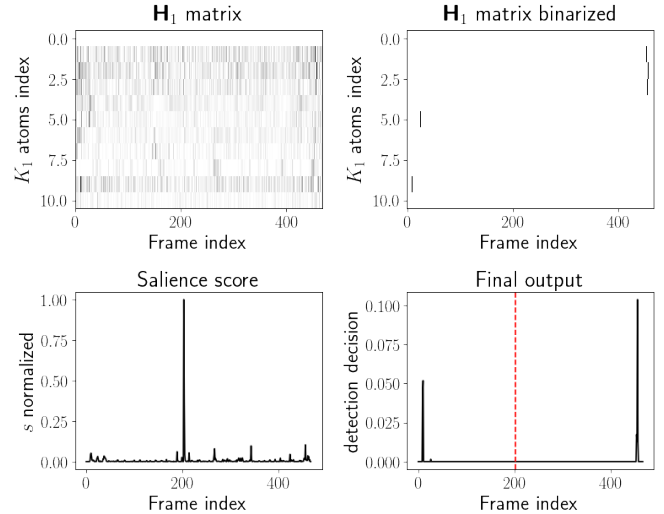 H1 matrix
K1 atoms index
0.0
2.5
5.0
7.5
10.0
0
200
400
Frame index
H1 matrix binarized
K1 atoms index
0.0
2.5
5.0
7.5
10.0
0
200
400
Frame index
Salience score
s normalized
1.00
0.75
0.50
0.25
0.00
0
200
400
Frame index
Final output
detection decision
0.100
0.075
0.050
0.025
0.000
0
200
400
Frame index